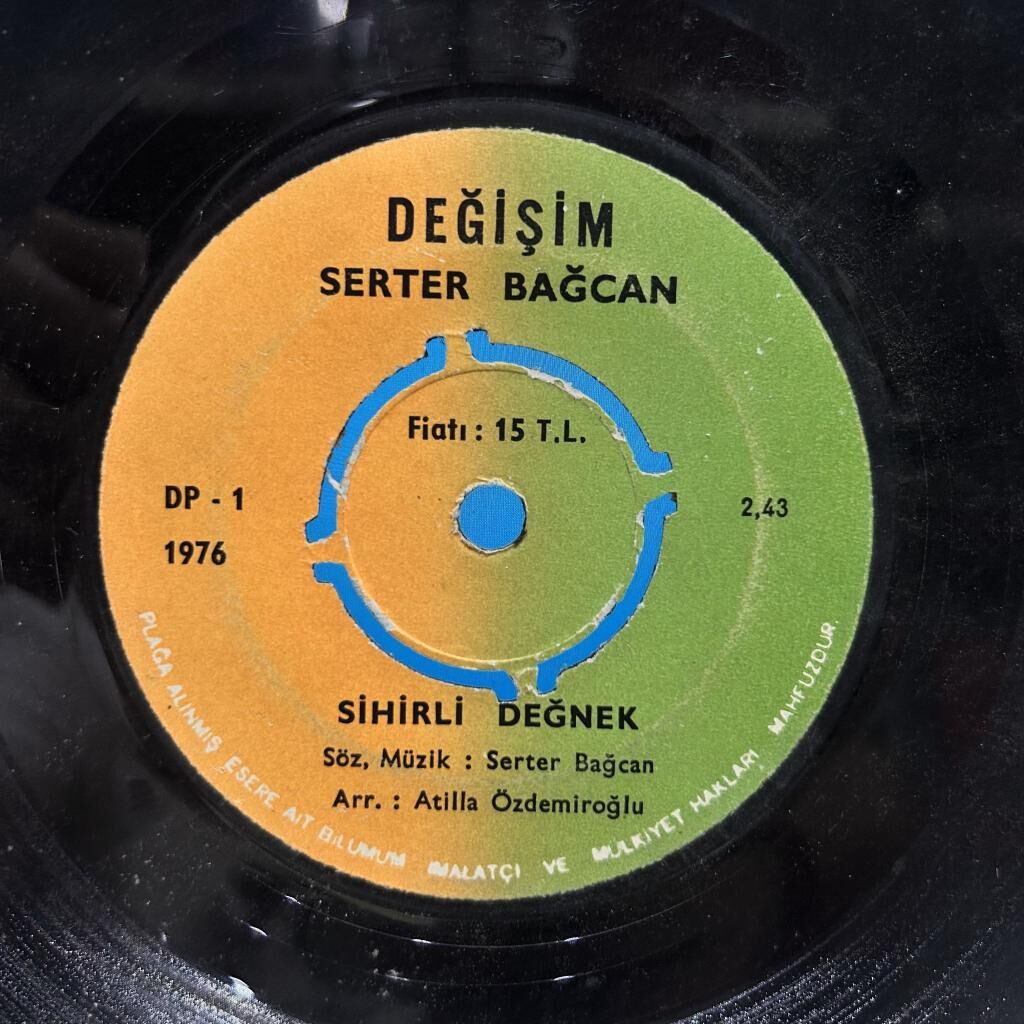 DEĞİŞİM
SERTER BAĞCAN
Fiatı : 15 T.L.
DP - 1
1976
2,43
SİHİRLİ DEĞNEK
Söz, Müzik : Serter Bağcan
Arr. : Atilla Özdemiroğlu
PLAĞA ALINMIŞ ESERE AİT BİLUMUM İMALATÇI VE MÜLKİYET HAKLARI MAHFUZDUR.